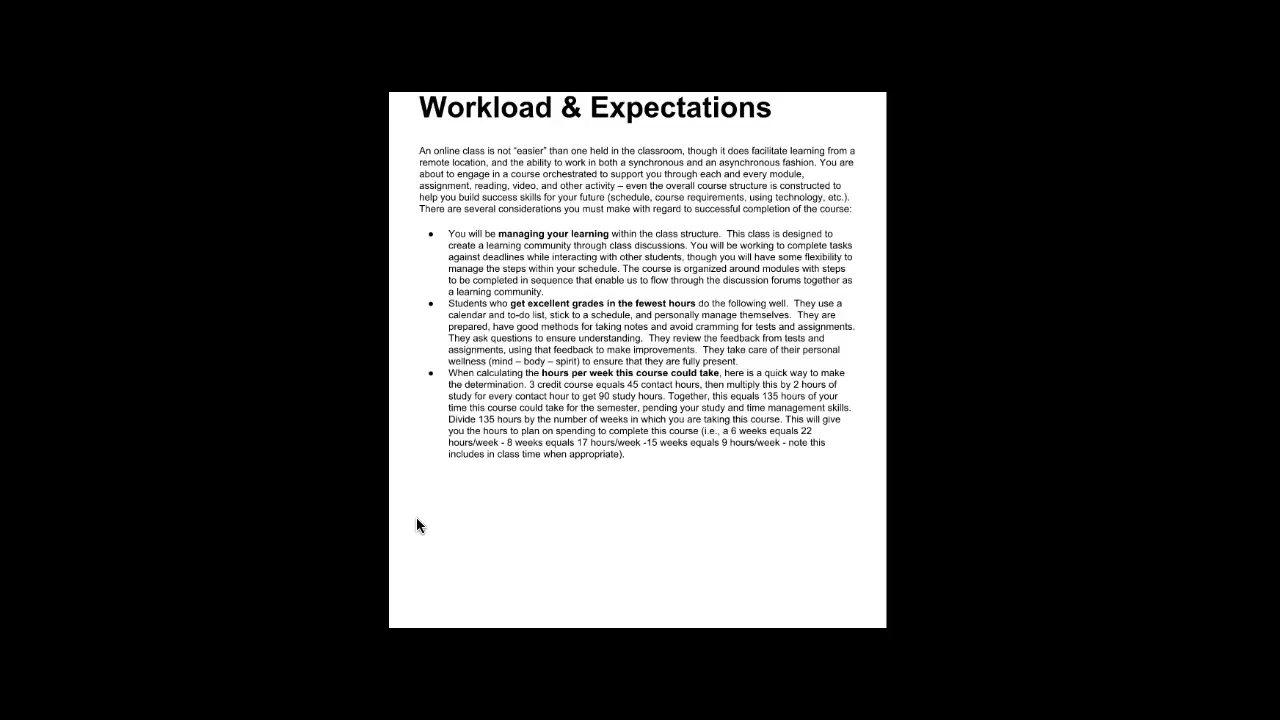 Workload & Expectations
An online class is not “easier” than one held in the classroom, though it does facilitate learning from a
remote location, and the ability to work in both a synchronous and an asynchronous fashion. You are
about to engage in a course orchestrated to support you through each and every module,
assignment, reading, video, and other activity – even the overall course structure is constructed to
help you build success skills for your future (schedule, course requirements, using technology, etc.).
There are several considerations you must make with regard to successful completion of the course:
● You will be managing your learning within the class structure.  This class is designed to
create a learning community through class discussions. You will be working to complete tasks
against deadlines while interacting with other students, though you will have some flexibility to
manage the steps within your schedule. The course is organized around modules with steps
to be completed in sequence that enable us to flow through the discussion forums together as
a learning community.
● Students who get excellent grades in the fewest hours do the following well.  They use a
calendar and to-do list, stick to a schedule, and personally manage themselves.  They are
prepared, have good methods for taking notes and avoid cramming for tests and assignments.
They ask questions to ensure understanding.  They review the feedback from tests and
assignments, using that feedback to make improvements.  They take care of their personal
wellness (mind – body – spirit) to ensure that they are fully present.
● When calculating the hours per week this course could take, here is a quick way to make
the determination. 3 credit course equals 45 contact hours, then multiply this by 2 hours of
study for every contact hour to get 90 study hours. Together, this equals 135 hours of your
time this course could take for the semester, pending your study and time management skills.
Divide 135 hours by the number of weeks in which you are taking this course. This will give
you the hours to plan on spending to complete this course (i.e., a 6 weeks equals 22
hours/week - 8 weeks equals 17 hours/week -15 weeks equals 9 hours/week - note this
includes in class time when appropriate).